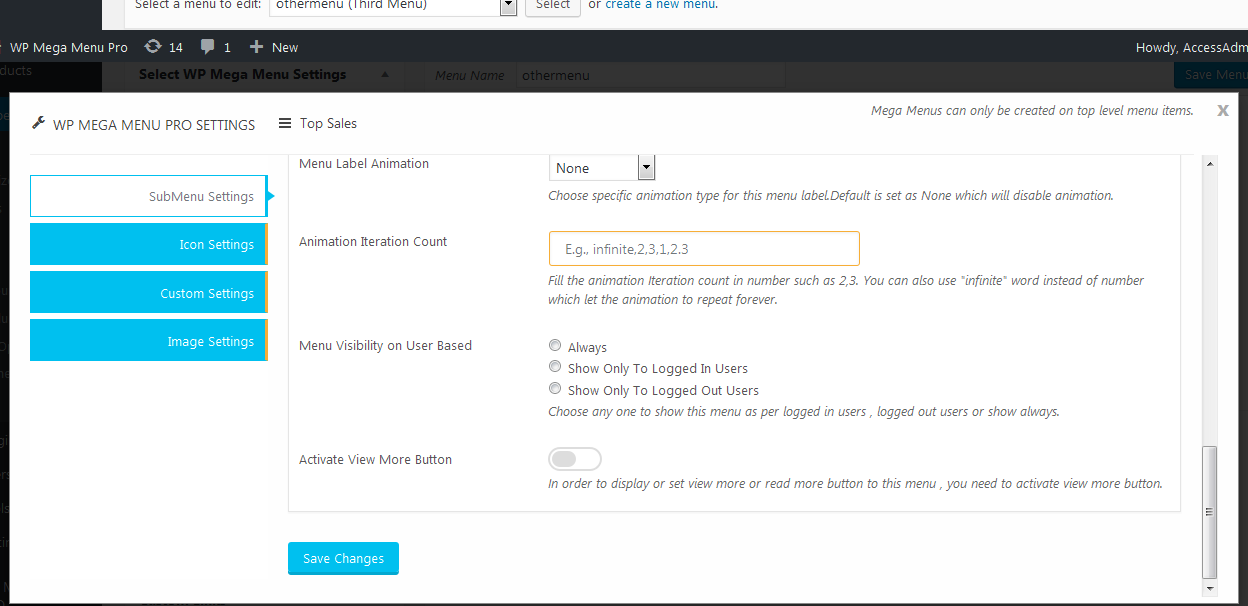 Select a menu to edit: othermenu (Third Menu) Select or create a new menu.
WP Mega Menu Pro 14 1 New Howdy, AccessAdm
ducts Select WP Mega Menu Settings Menu Name othermenu Save Menu
Mega Menus can only be created on top level menu items. X
WP MEGA MENU PRO SETTINGS Top Sales
Menu Label Animation None
Choose specific animation type for this menu label.Default is set as None which will disable animation.
SubMenu Settings
Icon Settings
Custom Settings
Image Settings
Animation Iteration Count E.g., infinite,2,3,1,2.3
Fill the animation Iteration count in number such as 2,3. You can also use "infinite" word instead of number
which let the animation to repeat forever.
Menu Visibility on User Based Always
Show Only To Logged In Users
Show Only To Logged Out Users
Choose any one to show this menu as per logged in users , logged out users or show always.
Activate View More Button
In order to display or set view more or read more button to this menu , you need to activate view more button.
Save Changes